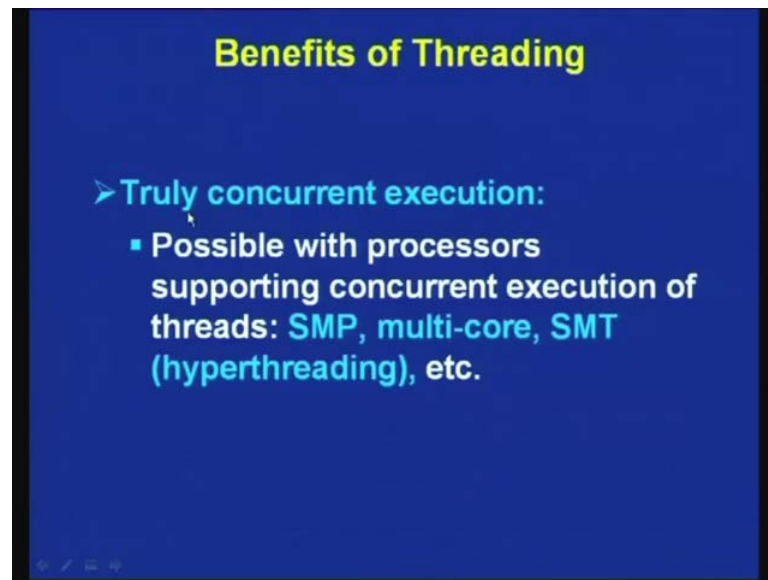 Benefits of Threading
➢Truly concurrent execution:
▪ Possible with processors
supporting concurrent execution of
threads: SMP, multi-core, SMT
(hyperthreading), etc.